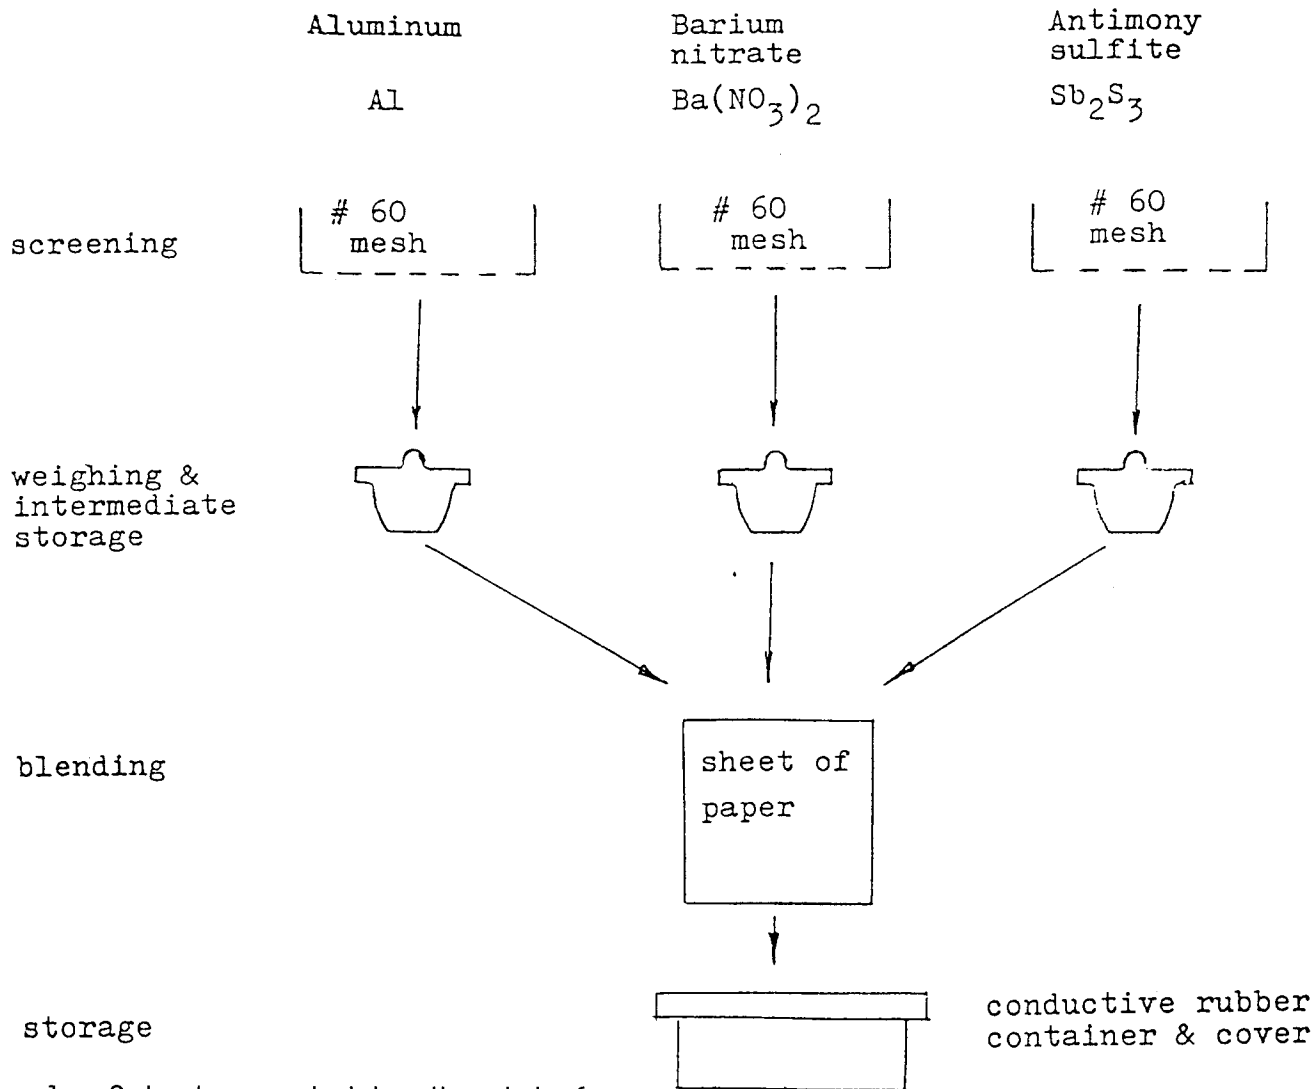 Aluminum
Barium
nitrate
Antimony
sulfite
Al
Ba(NO3)2
Sb2S3
screening
# 60
mesh
# 60
mesh
# 60
mesh
weighing &
intermediate
storage
blending
sheet of
paper
storage
conductive rubber
container & cover